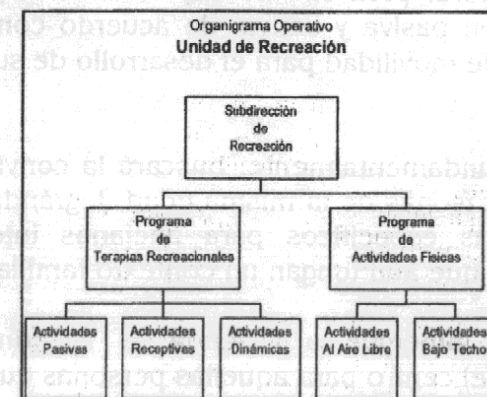 Organigrama Operativo
Unidad de Recreación
Subdirección
de
Recreación
Programa
de
Terapias Recreacionales
Programa
de
Actividades Físicas
Actividades
Pasivas
Actividades
Receptivas
Actividades
Dinámicas
Actividades
Al Aire Libre
Actividades
Bajo Techo